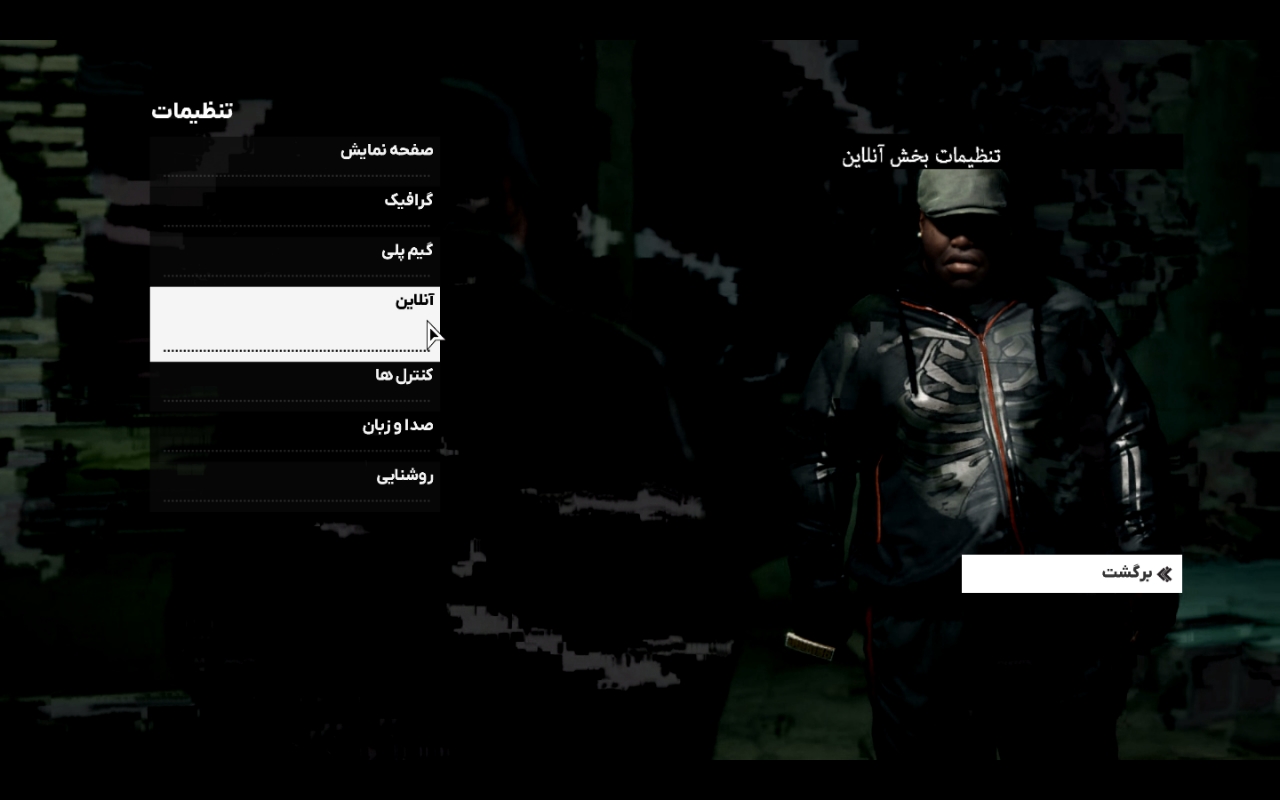 تنظیمات
صفحه نمایش
گرافیک
گیم پلی
آنلاین
کنترل ها
صدا و زبان
روشنایی
تنظیمات بخش آنلاین
برگشت